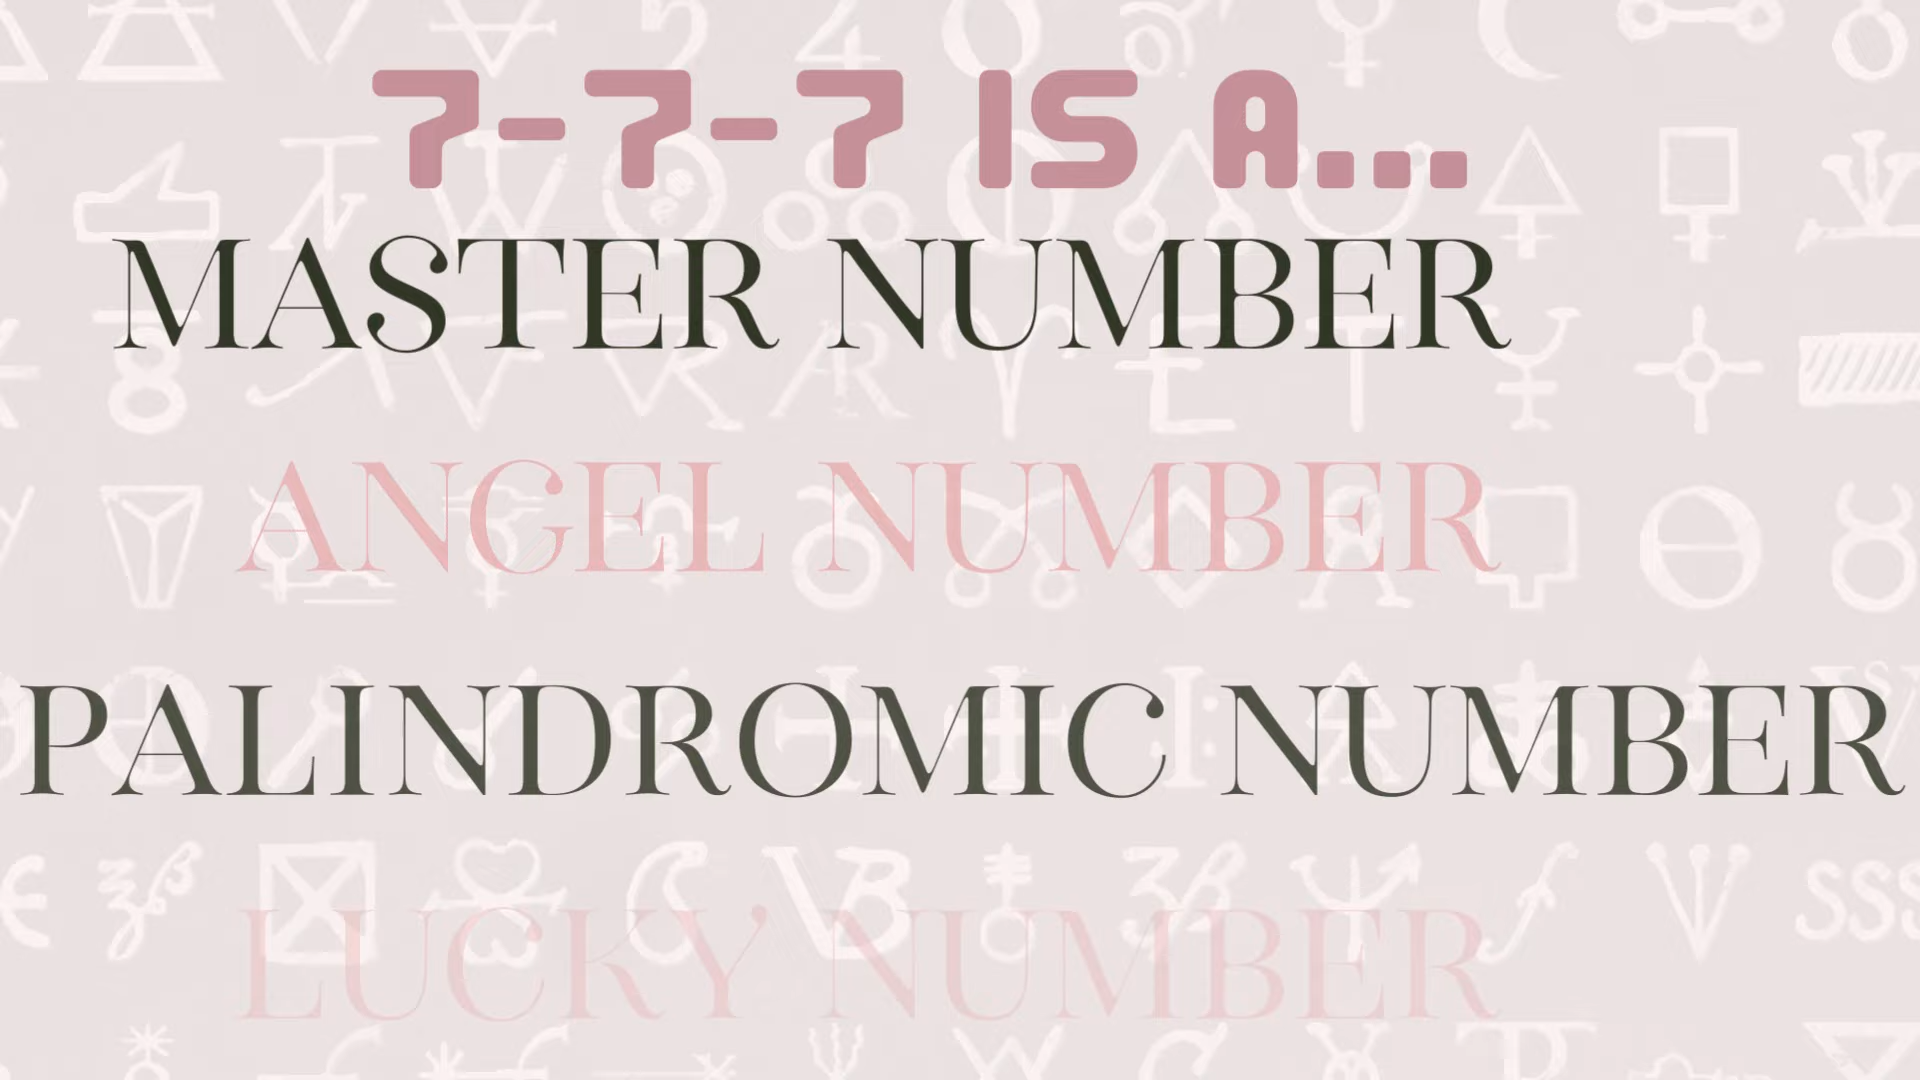 7-7-7 IS A...
MASTER NUMBER
ANGEL NUMBER
PALINDROMIC NUMBER
LUCKY NUMBER